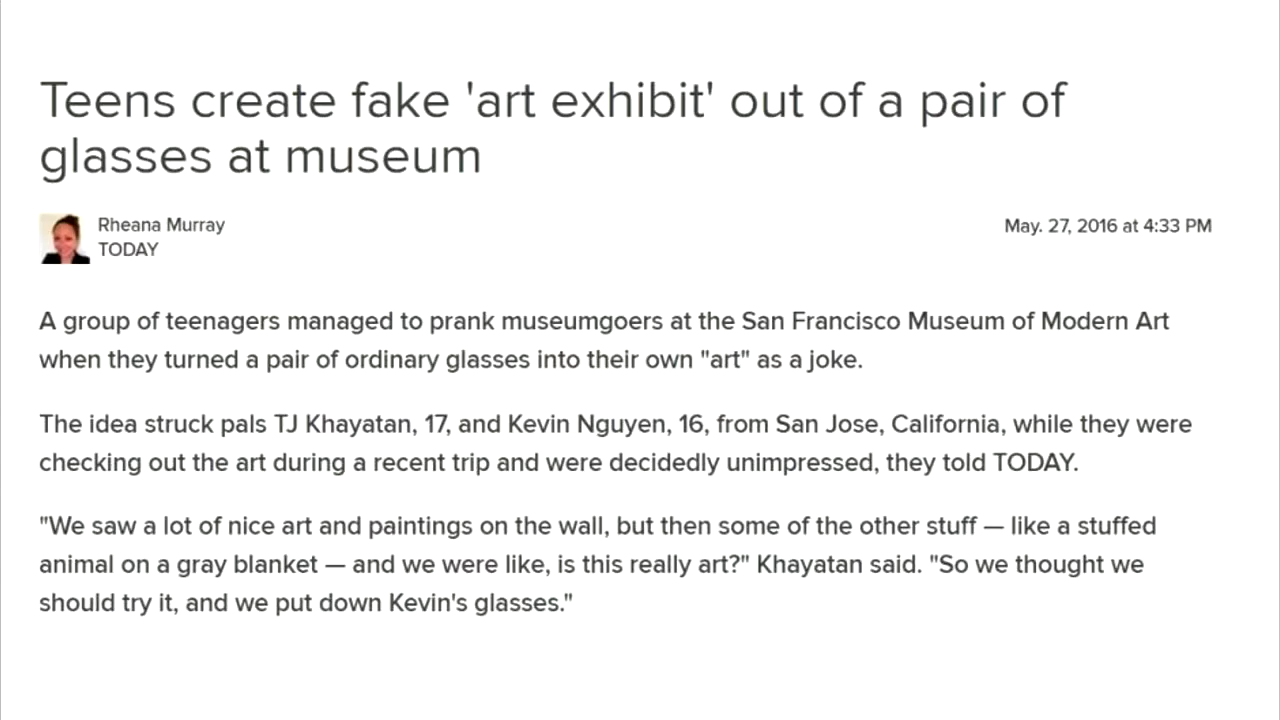 Teens create fake 'art exhibit' out of a pair of
glasses at museum
Rheana Murray
TODAY
May. 27, 2016 at 4:33 PM
A group of teenagers managed to prank museumgoers at the San Francisco Museum of Modern Art
when they turned a pair of ordinary glasses into their own "art" as a joke.
The idea struck pals TJ Khayatan, 17, and Kevin Nguyen, 16, from San Jose, California, while they were
checking out the art during a recent trip and were decidedly unimpressed, they told TODAY.
"We saw a lot of nice art and paintings on the wall, but then some of the other stuff — like a stuffed
animal on a gray blanket — and we were like, is this really art?" Khayatan said. "So we thought we
should try it, and we put down Kevin's glasses."